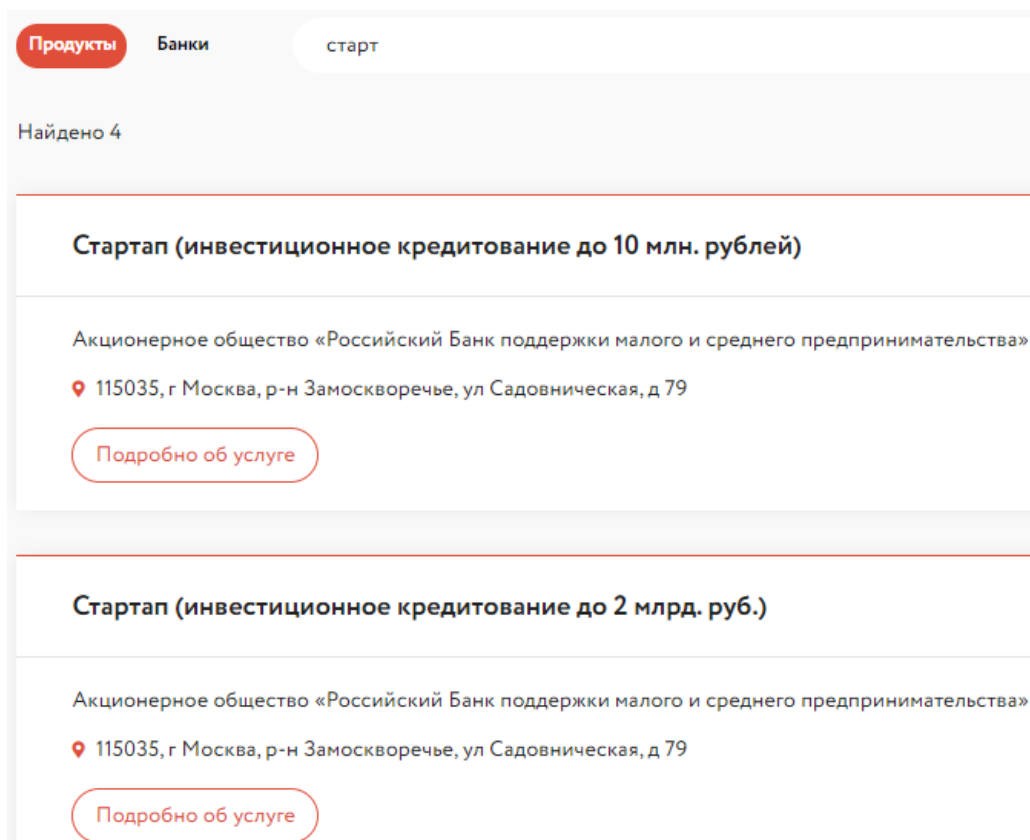 Продукты Банки старт
Найдено 4
Стартап (инвестиционное кредитование до 10 млн. рублей)
Акционерное общество «Российский Банк поддержки малого и среднего предпринимательства»
115035, г Москва, р-н Замоскворечье, ул Садовническая, д 79
Подробно об услуге
Стартап (инвестиционное кредитование до 2 млрд. руб.)
Акционерное общество «Российский Банк поддержки малого и среднего предпринимательства»
115035, г Москва, р-н Замоскворечье, ул Садовническая, д 79
Подробно об услуге